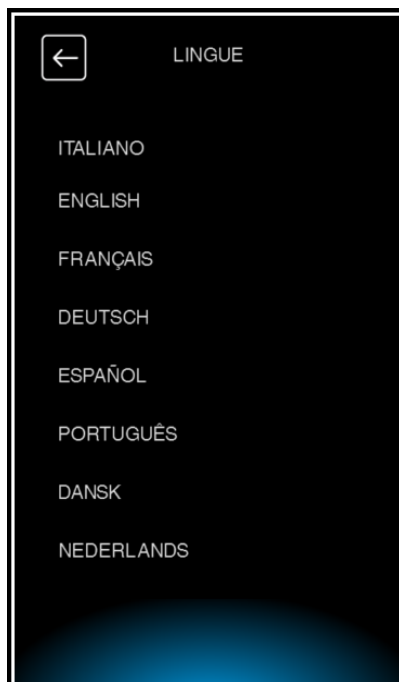 LINGUE
ITALIANO
ENGLISH
FRANÇAIS
DEUTSCH
ESPAÑOL
PORTUGUÊS
DANSK
NEDERLANDS